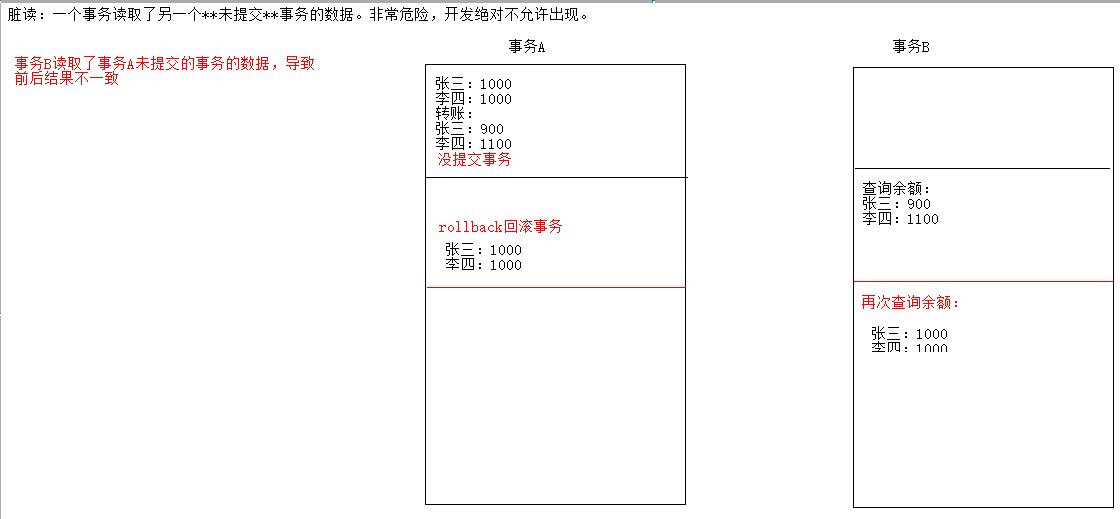 脏读：一个事务读取了另一个**未提交**事务的数据。非常危险，开发绝对不允许出现。
事务A
事务B
事务B读取了事务A未提交的事务的数据，导致
前后结果不一致
张三：1000
李四：1000
转账：
张三：900
李四：1100
没提交事务
rollback回滚事务
张三：1000
李四：1000
查询余额：
张三：900
李四：1100
再次查询余额：
张三：1000
李四：1000